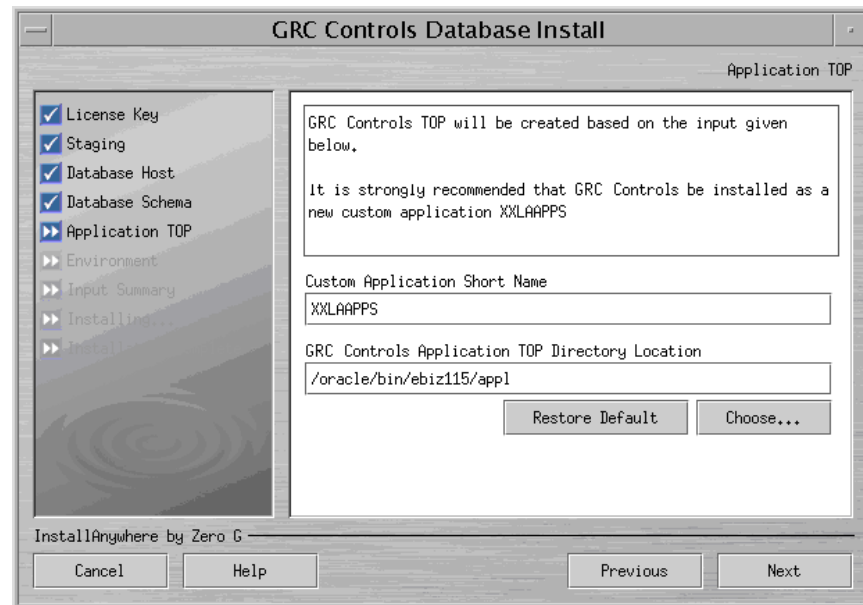 GRC Controls Database Install
Application TOP
License Key
Staging
Database Host
Database Schema
Application TOP
Environment
Input Summary
Installing...
GRC Controls TOP will be created based on the input given
below.
It is strongly recommended that GRC Controls be installed as a
new custom application XXLAAPPS
Custom Application Short Name
XXLAAPPS
GRC Controls Application TOP Directory Location
/oracle/bin/ebiz115/appl
Restore Default
Choose...
InstallAnywhere by Zero G
Cancel
Help
Previous
Next